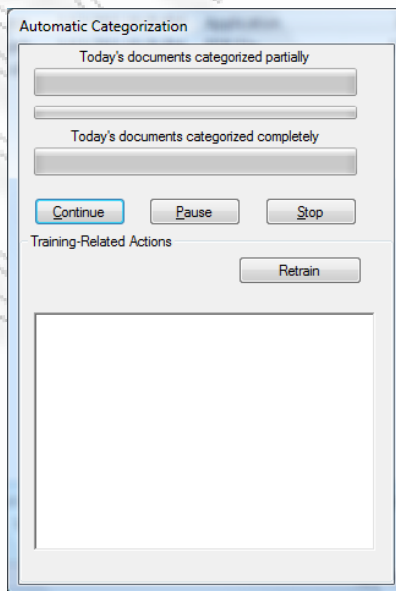 Automatic Categorization
Today's documents categorized partially
Today's documents categorized completely
Continue Pause Stop
Training-Related Actions
Retrain